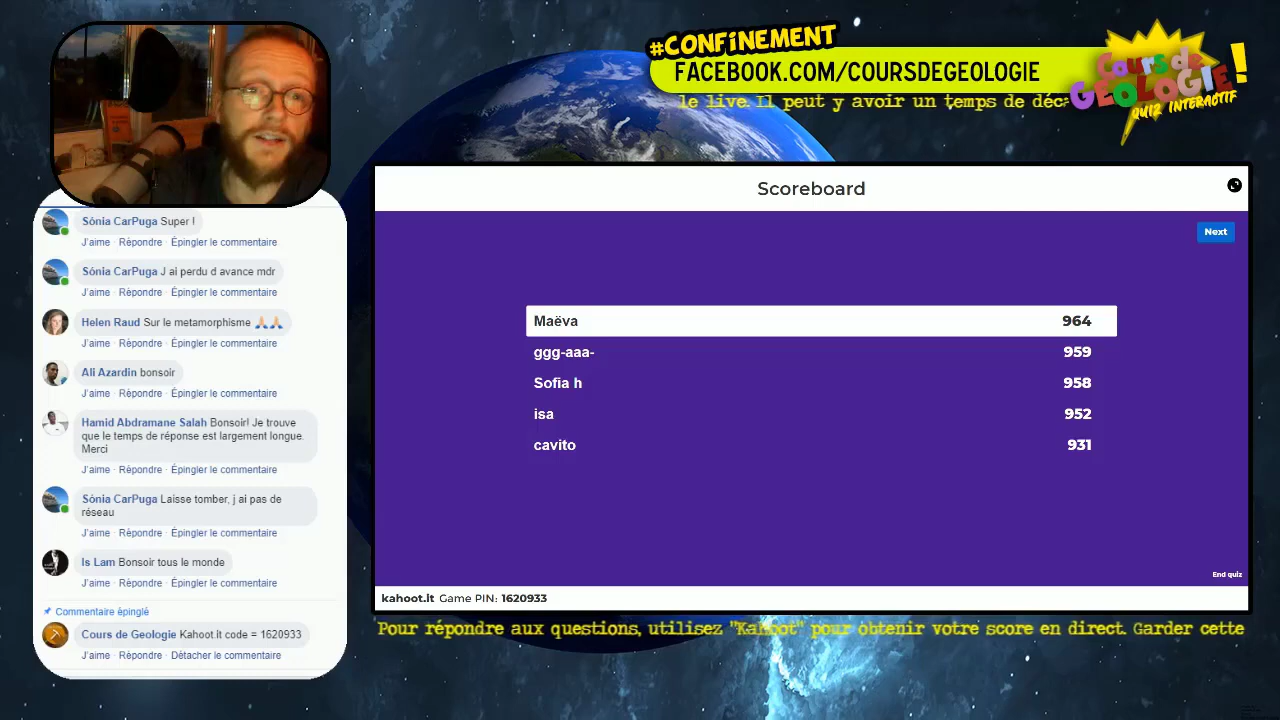 #CONFiNEMENT
FACEBOOK.COM/COURSDEGEOLOGIE
le live. Il peut y avoir un temps de déca
Cours de
GEOLOGIE!
QUIZ INTERACTIF
Sónia CarPuga Super !
J'aime · Répondre · Épingler le commentaire
Sónia CarPuga J ai perdu d avance mdr
J'aime · Répondre · Épingler le commentaire
Helen Raud Sur le metamorphisme 🙏🏻🙏🏻
J'aime · Répondre · Épingler le commentaire
Ali Azardin bonsoir
J'aime · Répondre · Épingler le commentaire
Hamid Abdramane Salah Bonsoir! Je trouve
que le temps de réponse est largement longue.
Merci
J'aime · Répondre · Épingler le commentaire
Sónia CarPuga Laisse tomber, j ai pas de
réseau
J'aime · Répondre · Épingler le commentaire
Is Lam Bonsoir tous le monde
J'aime · Répondre · Épingler le commentaire
Commentaire épinglé
Cours de Geologie Kahoot.it code = 1620933
J'aime · Répondre · Détacher le commentaire
Scoreboard
Next
Maëva 964
ggg-aaa- 959
Sofia h 958
isa 952
cavito 931
End quiz
kahoot.it Game PIN: 1620933
Pour répondre aux questions, utilisez "Kahoot" pour obtenir votre score en direct. Garder cette